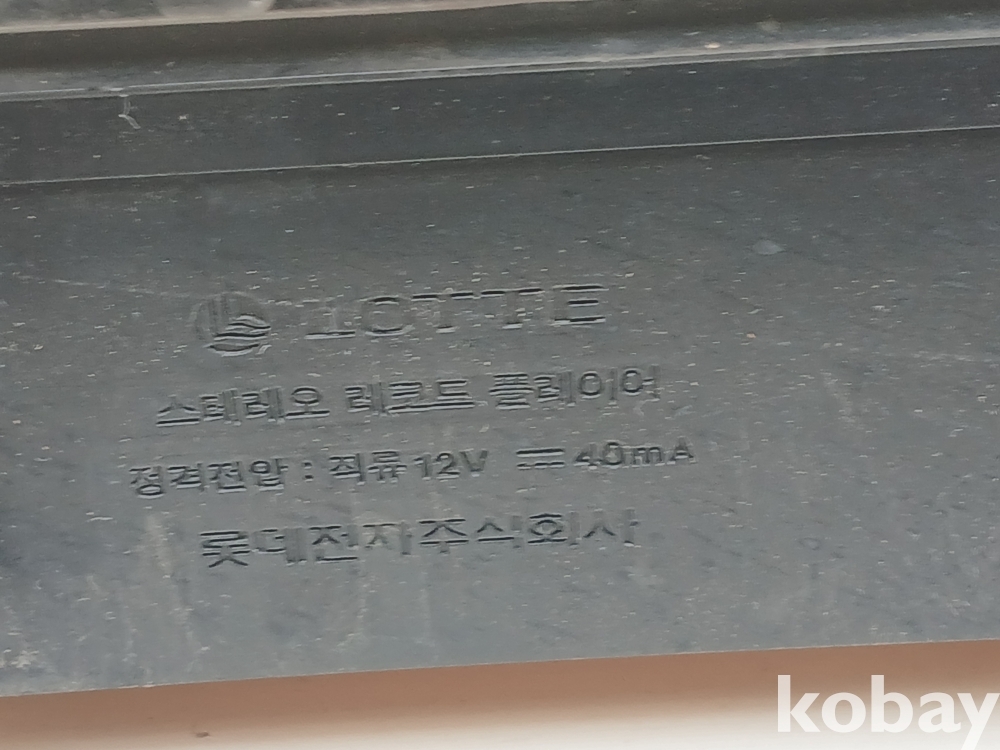 LOTTE
스테레오 레코드 플레이어
정격전압 : 직류 12V ⎓ 40mA
롯데전자주식회사
kobay